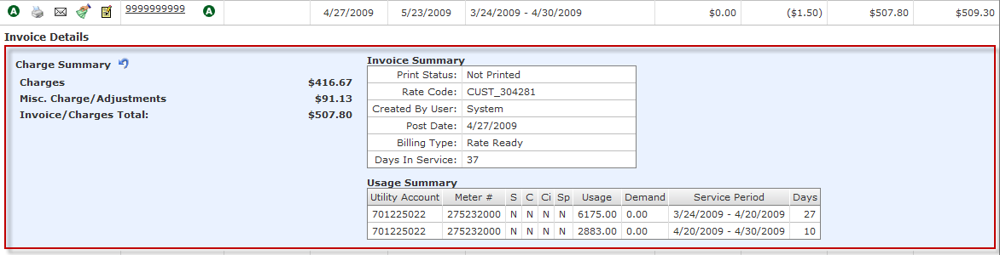 A 9999999999 A 4/27/2009 5/23/2009 3/24/2009 - 4/30/2009 $0.00 ($1.50) $507.80 $509.30
Invoice Details
Charge Summary
Charges $416.67
Misc. Charge/Adjustments $91.13
Invoice/Charges Total: $507.80
Invoice Summary
Print Status: Not Printed
Rate Code: CUST_304281
Created By User: System
Post Date: 4/27/2009
Billing Type: Rate Ready
Days In Service: 37
Usage Summary
Utility Account Meter # S C Ci Sp Usage Demand Service Period Days
701225022 275232000 N N N N 6175.00 0.00 3/24/2009 - 4/20/2009 27
701225022 275232000 N N N N 2883.00 0.00 4/20/2009 - 4/30/2009 10